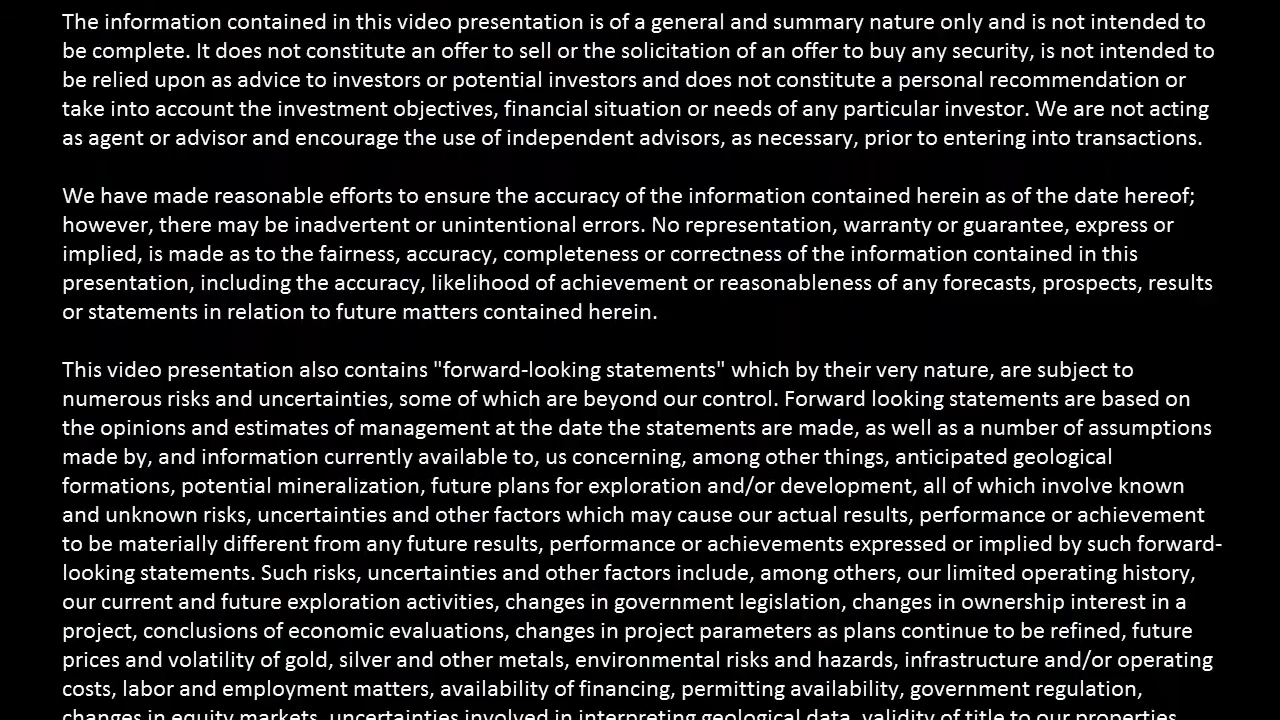 The information contained in this video presentation is of a general and summary nature only and is not intended to
be complete. It does not constitute an offer to sell or the solicitation of an offer to buy any security, is not intended to
be relied upon as advice to investors or potential investors and does not constitute a personal recommendation or
take into account the investment objectives, financial situation or needs of any particular investor. We are not acting
as agent or advisor and encourage the use of independent advisors, as necessary, prior to entering into transactions.
We have made reasonable efforts to ensure the accuracy of the information contained herein as of the date hereof;
however, there may be inadvertent or unintentional errors. No representation, warranty or guarantee, express or
implied, is made as to the fairness, accuracy, completeness or correctness of the information contained in this
presentation, including the accuracy, likelihood of achievement or reasonableness of any forecasts, prospects, results
or statements in relation to future matters contained herein.
This video presentation also contains "forward-looking statements" which by their very nature, are subject to
numerous risks and uncertainties, some of which are beyond our control. Forward looking statements are based on
the opinions and estimates of management at the date the statements are made, as well as a number of assumptions
made by, and information currently available to, us concerning, among other things, anticipated geological
formations, potential mineralization, future plans for exploration and/or development, all of which involve known
and unknown risks, uncertainties and other factors which may cause our actual results, performance or achievement
to be materially different from any future results, performance or achievements expressed or implied by such forward-
looking statements. Such risks, uncertainties and other factors include, among others, our limited operating history,
our current and future exploration activities, changes in government legislation, changes in ownership interest in a
project, conclusions of economic evaluations, changes in project parameters as plans continue to be refined, future
prices and volatility of gold, silver and other metals, environmental risks and hazards, infrastructure and/or operating
costs, labor and employment matters, availability of financing, permitting availability, government regulation,
changes in equity markets, uncertainties involved in interpreting geological data, validity of title to our properties